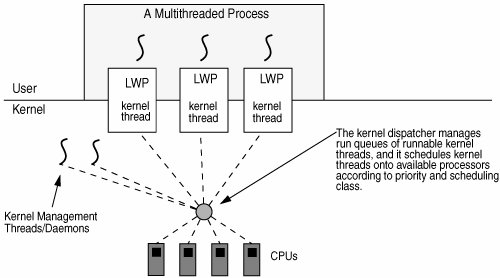 A Multithreaded Process
LWP
kernel
thread
LWP
kernel
thread
LWP
kernel
thread
User
Kernel
The kernel dispatcher manages
run queues of runnable kernel
threads, and it schedules kernel
threads onto available processors
according to priority and scheduling
class.
Kernel Management
Threads/Daemons
CPUs